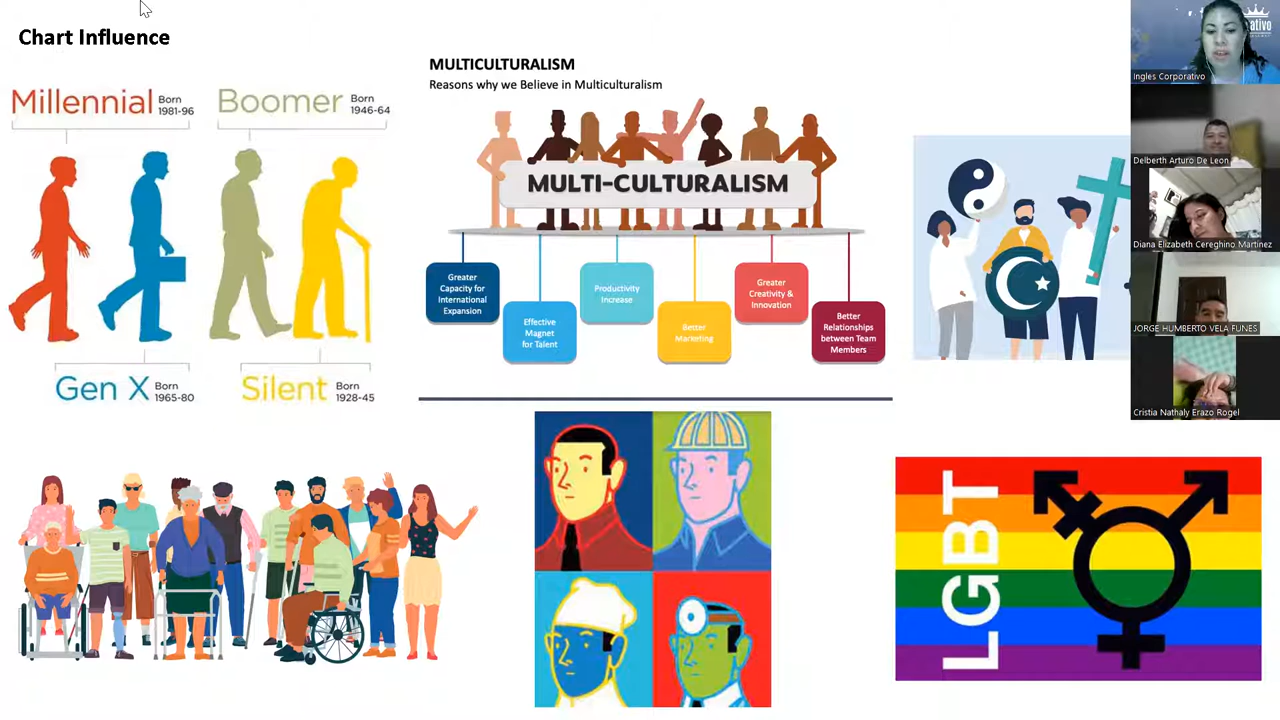 Chart Influence
Millennial Born
1981-96
Boomer Born
1946-64
Gen X Born
1965-80
Silent Born
1928-45
MULTICULTURALISM
Reasons why we Believe in Multiculturalism
MULTI-CULTURALISM
Greater
Capacity for
International
Expansion
Effective
Magnet
for Talent
Productivity
Increase
Better
Marketing
Greater
Creativity &
Innovation
Better
Relationships
between Team
Members
LGBT
ativo
Ingles Corporativo
Delberth Arturo De Leon
Diana Elizabeth Cereghino Martinez
JORGE HUMBERTO VELA FUNES
Cristia Nathaly Erazo Rogel